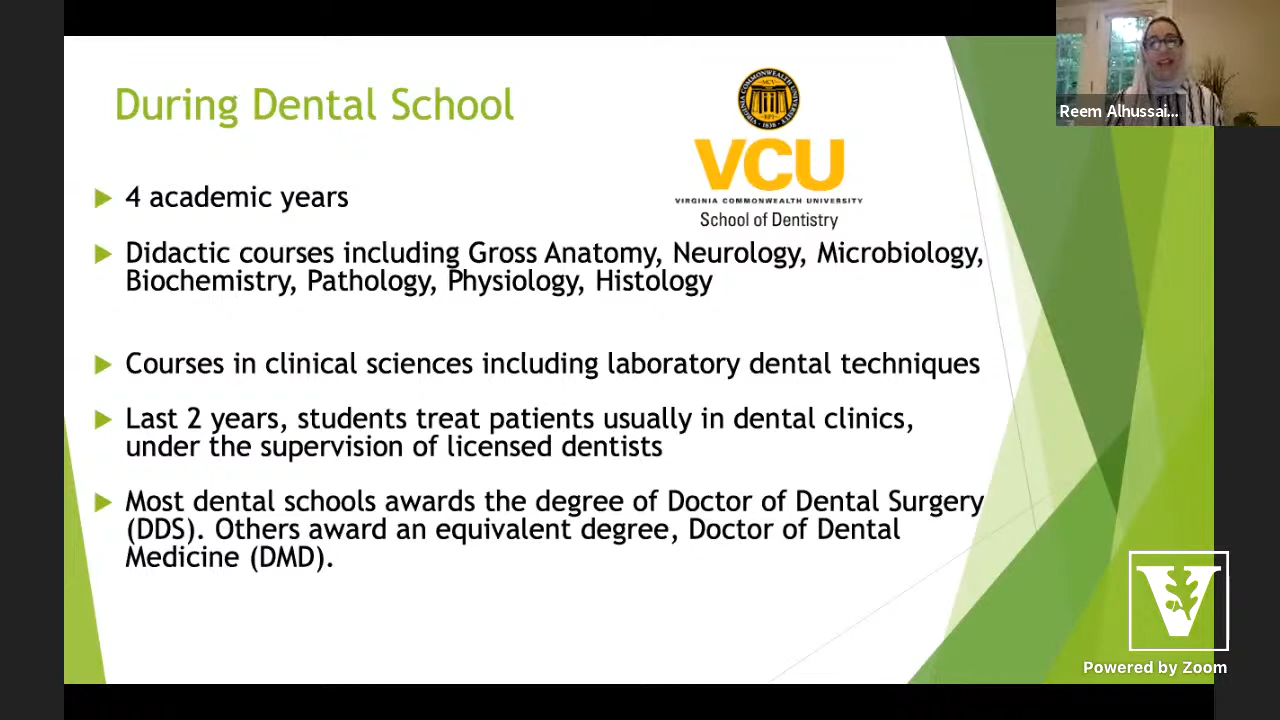 During Dental School
VCU
VIRGINIA COMMONWEALTH UNIVERSITY
School of Dentistry
4 academic years
Didactic courses including Gross Anatomy, Neurology, Microbiology,
Biochemistry, Pathology, Physiology, Histology
Courses in clinical sciences including laboratory dental techniques
Last 2 years, students treat patients usually in dental clinics,
under the supervision of licensed dentists
Most dental schools awards the degree of Doctor of Dental Surgery
(DDS). Others award an equivalent degree, Doctor of Dental
Medicine (DMD).
Reem Alhussai...
V
Powered by Zoom